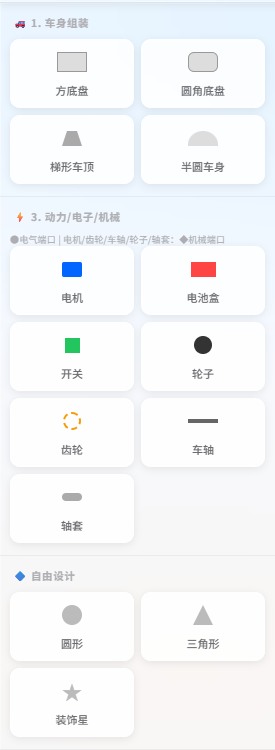 1. 车身组装
方底盘 圆角底盘
梯形车顶 半圆车身
3. 动力/电子/机械
●电气端口 | 电机/齿轮/车轴/轮子/轴套: ◆机械端口
电机 电池盒
开关 轮子
齿轮 车轴
轴套
自由设计
圆形 三角形
装饰星